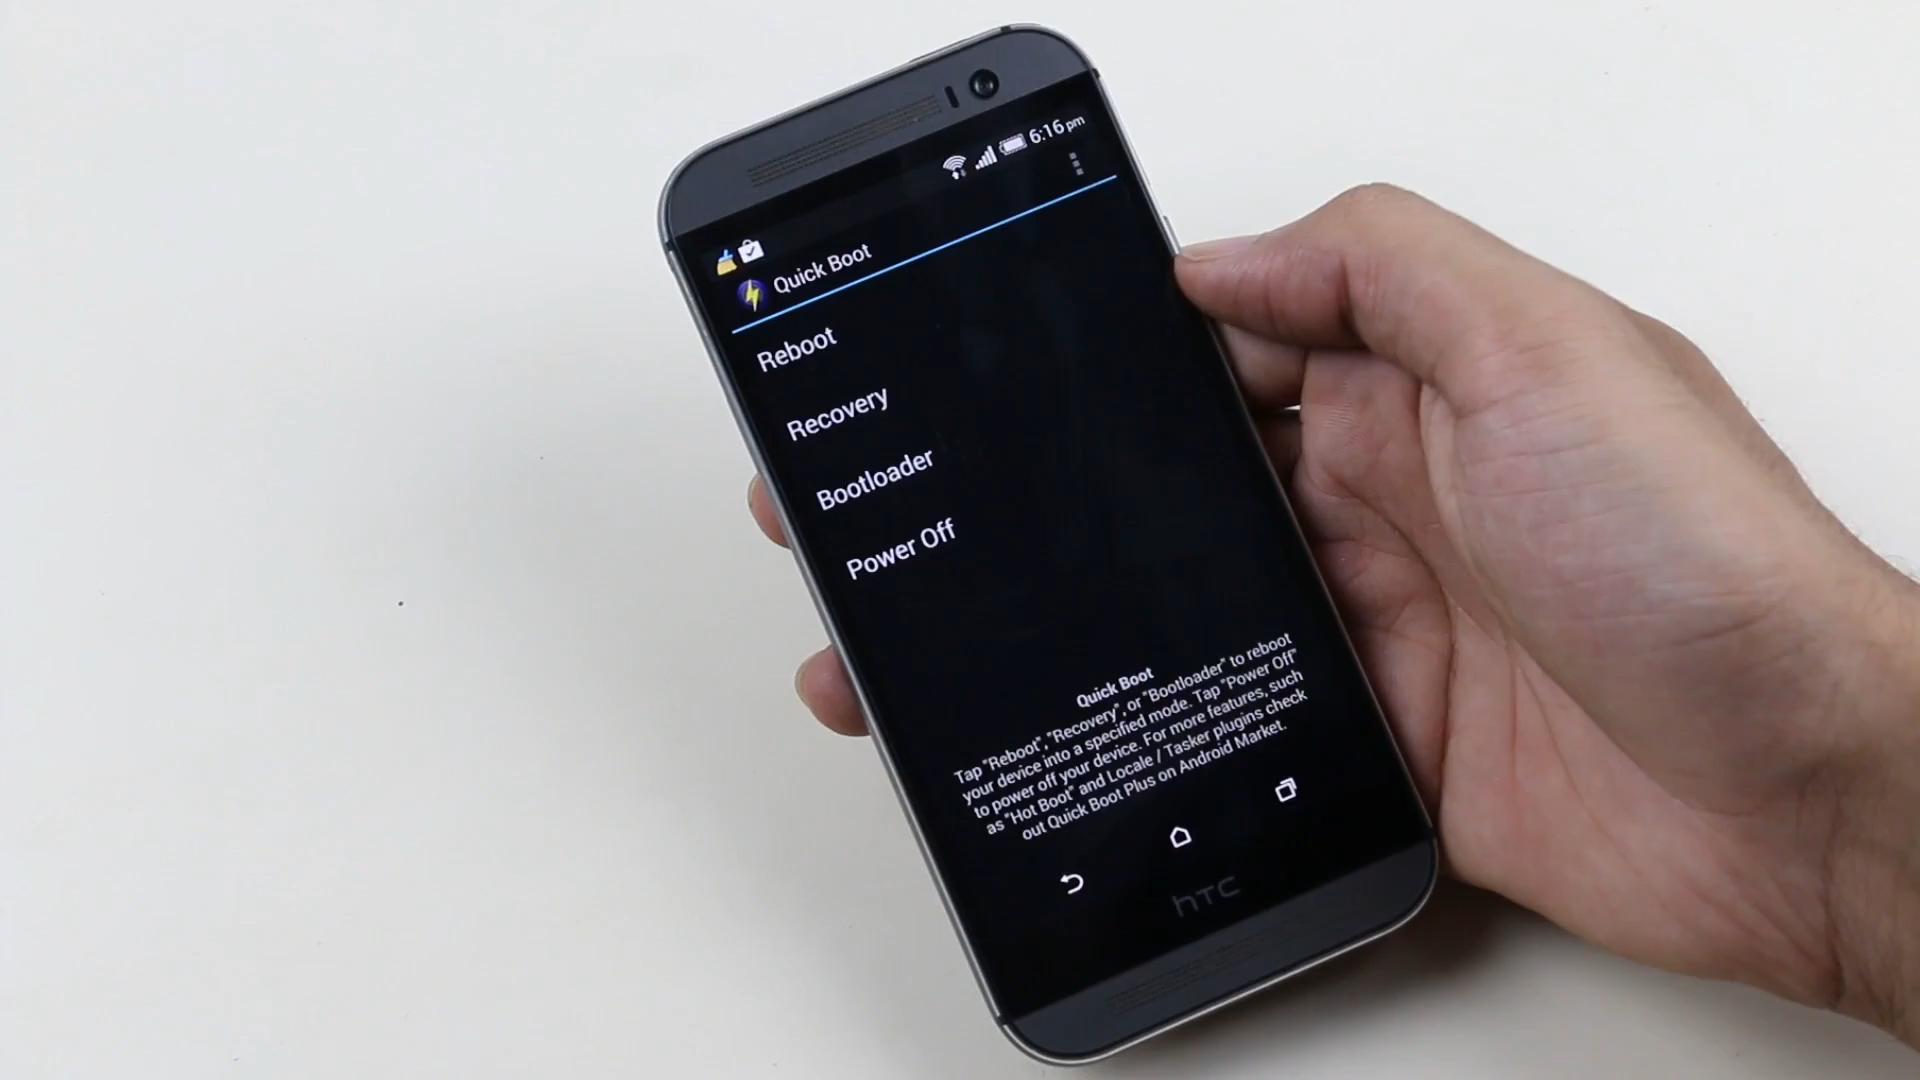 6:16pm
Quick Boot
Reboot
Recovery
Bootloader
Power Off
Quick Boot
Tap "Reboot", "Recovery", or "Bootloader" to reboot
your device into a specified mode. Tap "Power Off"
to power off your device. For more features, such
as "Hot Boot" and Locale / Tasker plugins check
out Quick Boot Plus on Android Market.
hTC